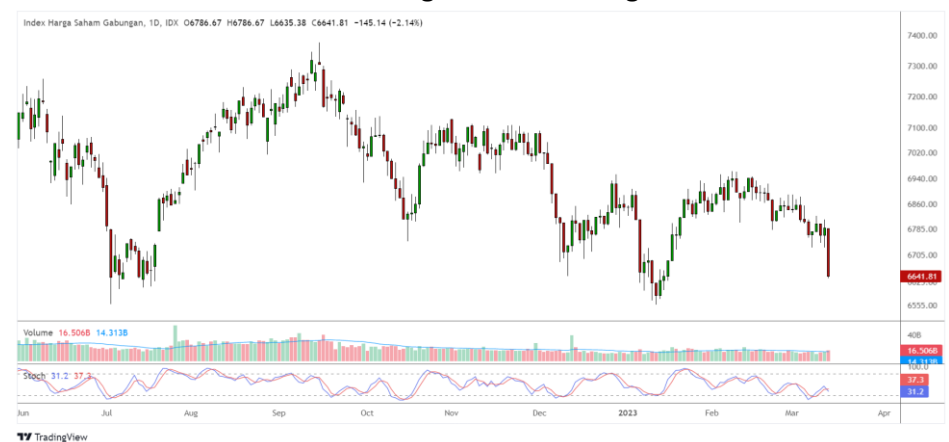 Index Harga Saham Gabungan, 1D, IDX O6786.67 H6786.67 L6635.38 C6641.81 −145.14 (−2.14%)
7400.00
7300.00
7200.00
7100.00
7020.00
6940.00
6860.00
6785.00
6705.00
6641.81
6555.00
Volume 16.506B 14.313B
40B
16.506B
14.313B
100.0
Stoch 31.2 37.3
37.3
31.2
Jun Jul Aug Sep Oct Nov Dec 2023 Feb Mar Apr
TradingView